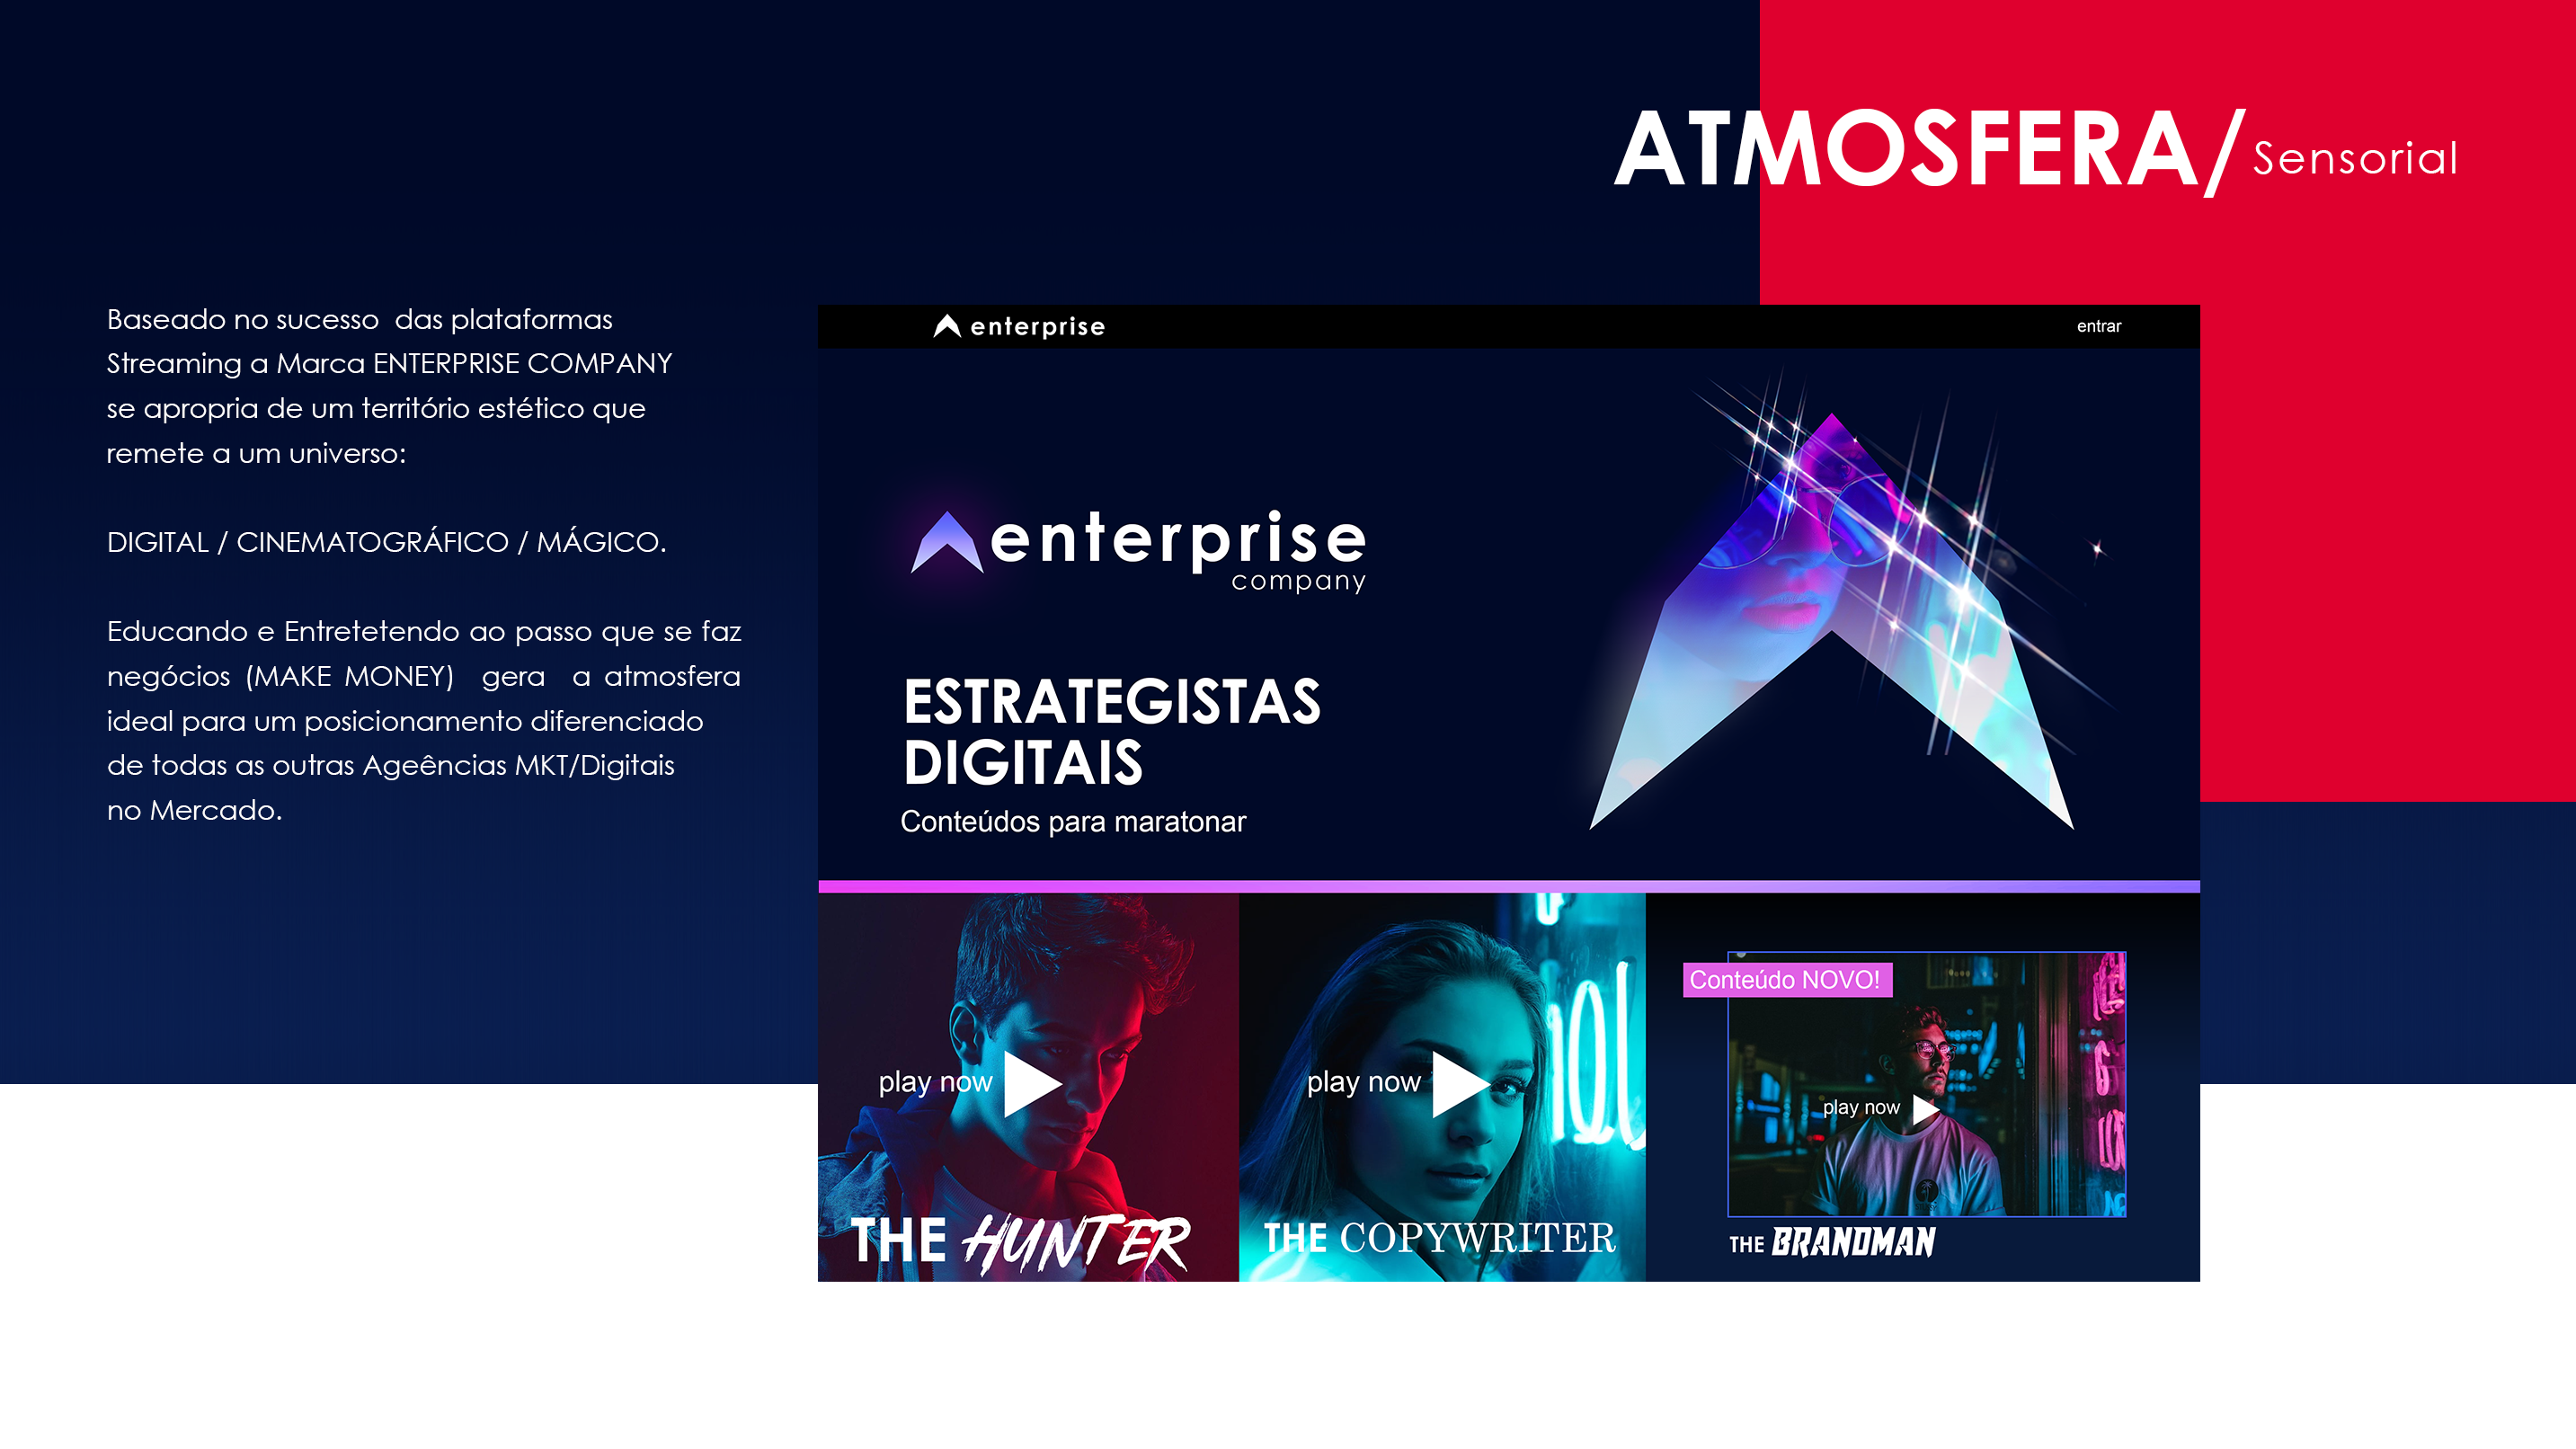 ATMOSFERA/ Sensorial
Baseado no sucesso das plataformas
Streaming a Marca ENTERPRISE COMPANY
se apropria de um território estético que
remete a um universo:
DIGITAL / CINEMATOGRÁFICO / MÁGICO.
Educando e Entretetendo ao passo que se faz
negócios (MAKE MONEY) gera a atmosfera
ideal para um posicionamento diferenciado
de todas as outras Ageências MKT/Digitais
no Mercado.
enterprise
entrar
enterprise
company
ESTRATEGISTAS
DIGITAIS
Conteúdos para maratonar
play now
THE HUNTER
play now
THE COPYWRITER
Conteúdo NOVO!
play now
THE BRANDMAN